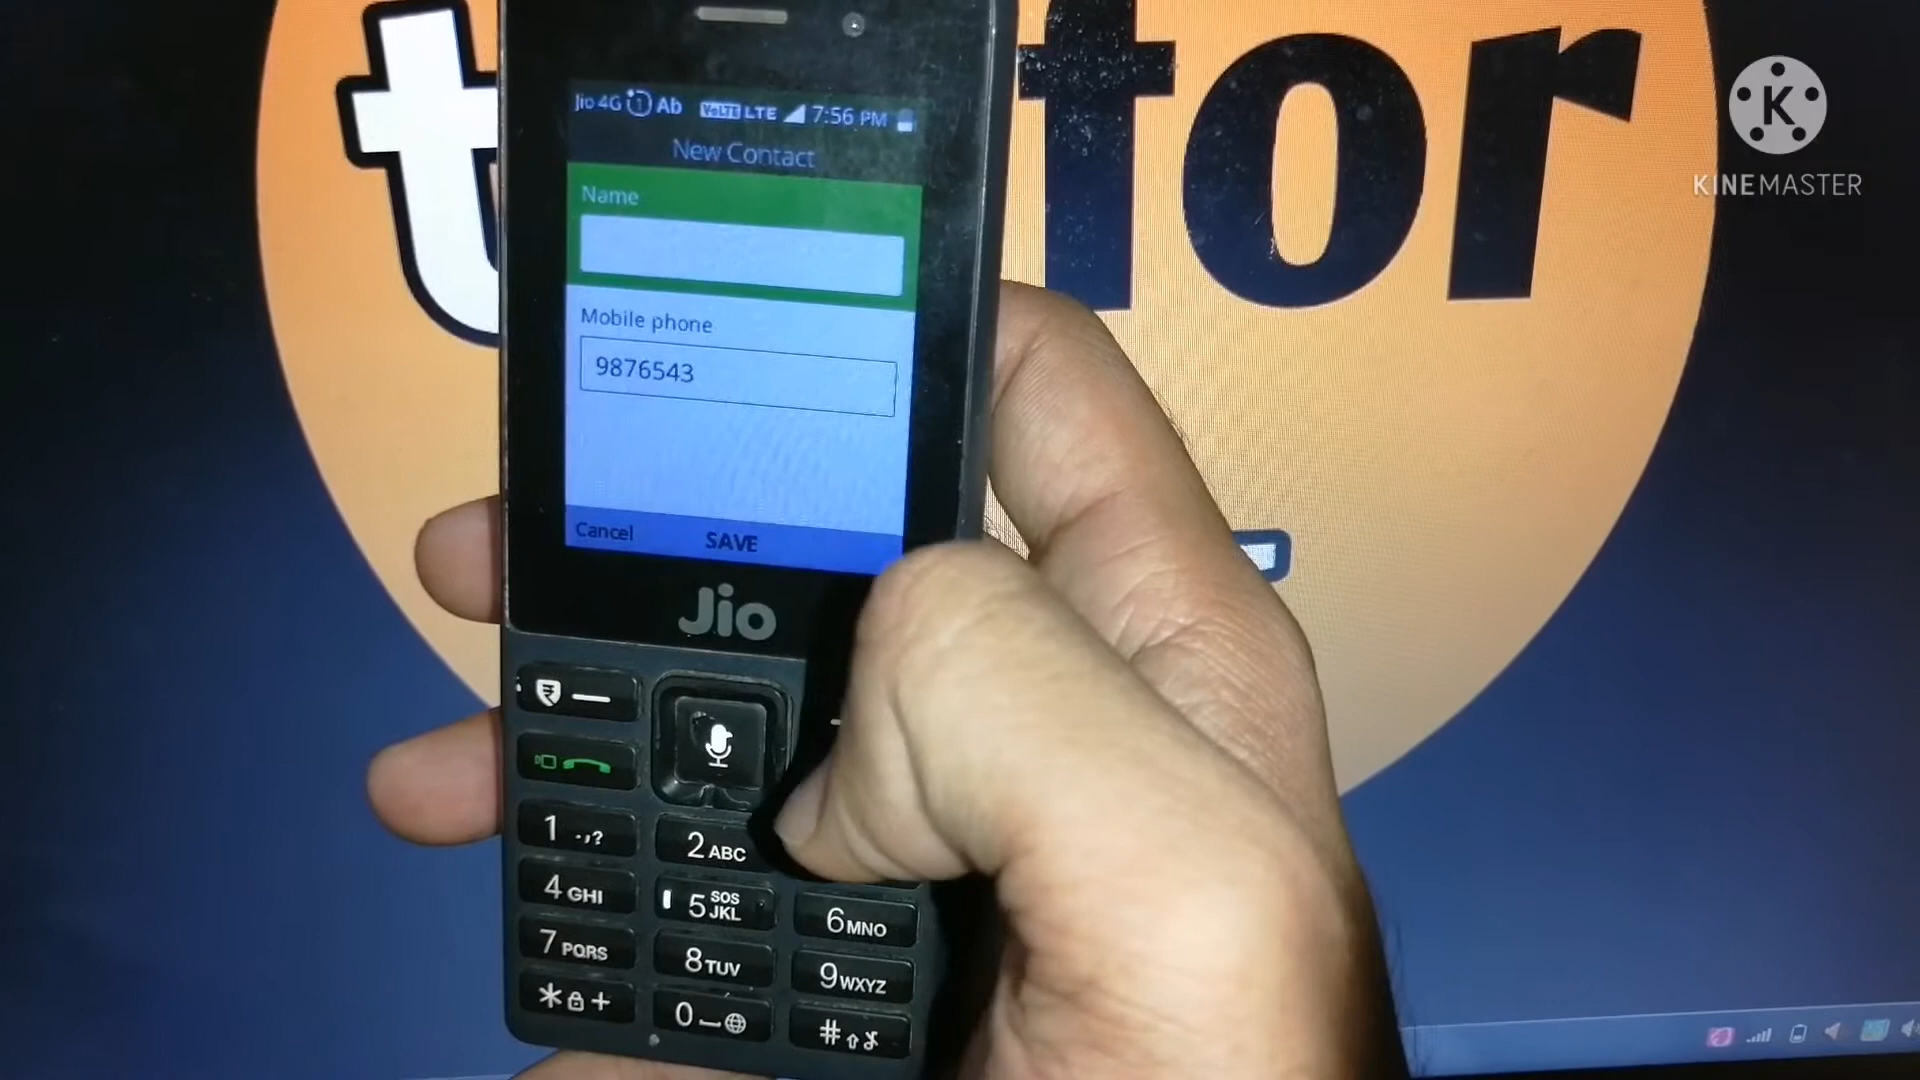 for
KINEMASTER
Jio 4G 1 Ab VoLTE LTE 7:56 PM
New Contact
Name
Mobile phone
9876543
Cancel SAVE
Jio
1 .,?
2 ABC
4 GHI
5 SOS JKL
6 MNO
7 PQRS
8 TUV
9 WXYZ
* +
0
#